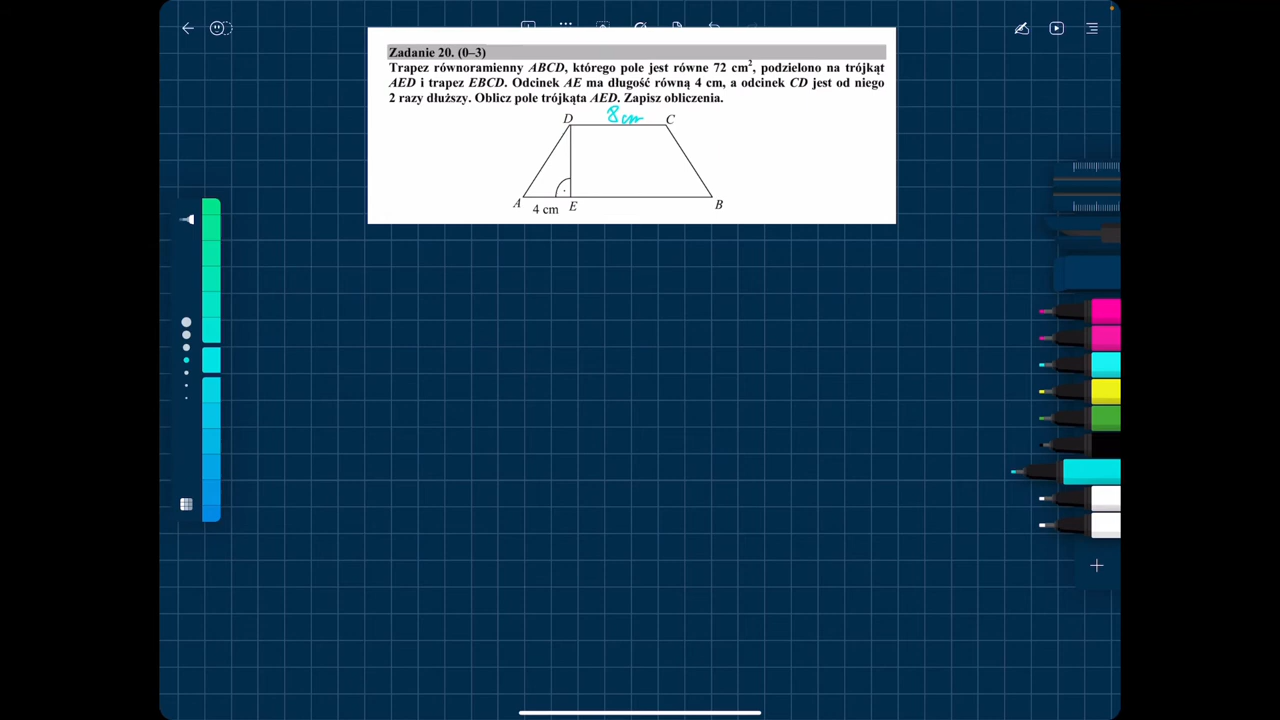 Zadanie 20. (0–3)
Trapez równoramienny ABCD, którego pole jest równe 72 cm², podzielono na trójkąt
AED i trapez EBCD. Odcinek AE ma długość równą 4 cm, a odcinek CD jest od niego
2 razy dłuższy. Oblicz pole trójkąta AED. Zapisz obliczenia.
D 8 cm C
A E B
4 cm